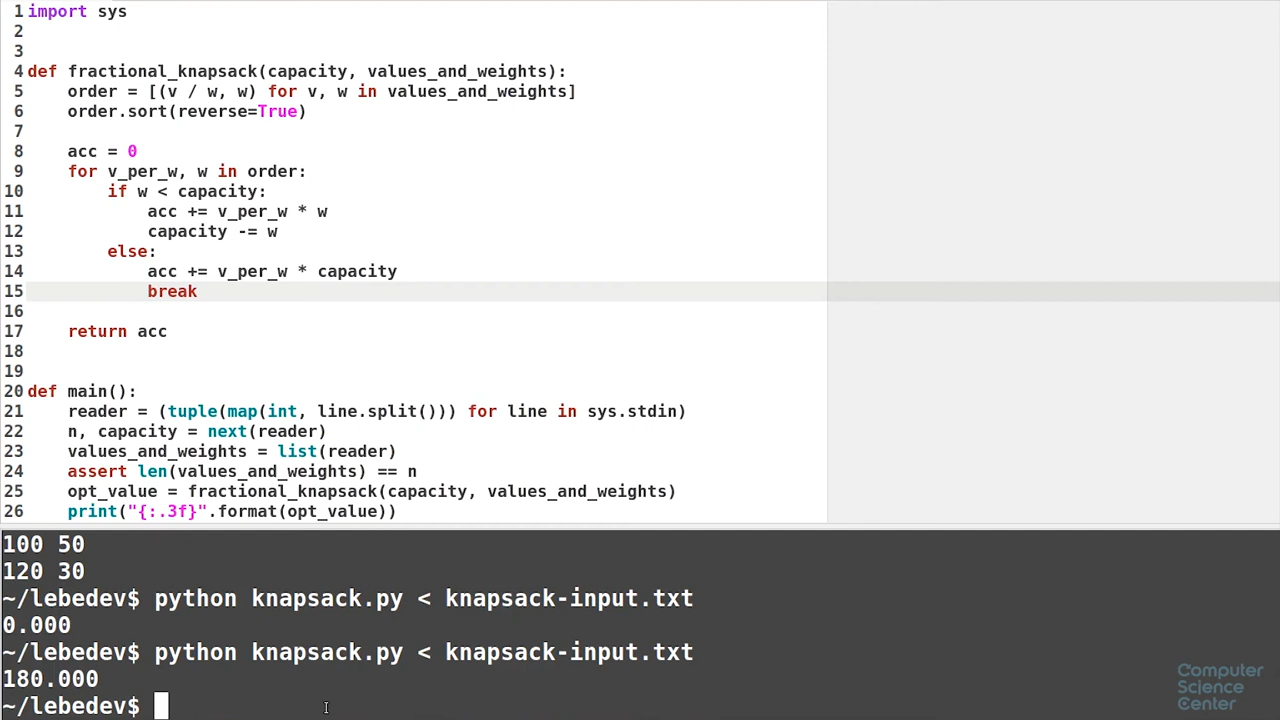 1 import sys
2
3
4 def fractional_knapsack(capacity, values_and_weights):
5     order = [(v / w, w) for v, w in values_and_weights]
6     order.sort(reverse=True)
7
8     acc = 0
9     for v_per_w, w in order:
10         if w < capacity:
11             acc += v_per_w * w
12             capacity -= w
13         else:
14             acc += v_per_w * capacity
15             break
16
17     return acc
18
19
20 def main():
21     reader = (tuple(map(int, line.split())) for line in sys.stdin)
22     n, capacity = next(reader)
23     values_and_weights = list(reader)
24     assert len(values_and_weights) == n
25     opt_value = fractional_knapsack(capacity, values_and_weights)
26     print("{:.3f}".format(opt_value))
100 50
120 30
~/lebedev$ python knapsack.py < knapsack-input.txt
0.000
~/lebedev$ python knapsack.py < knapsack-input.txt
180.000
~/lebedev$
Computer
Science
Center